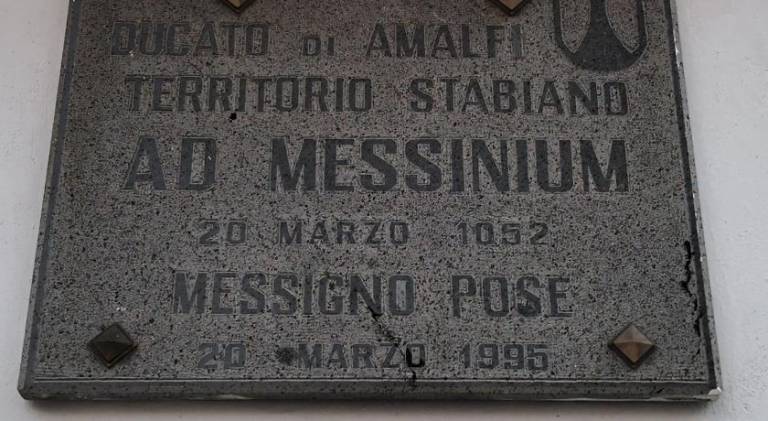 DUCATO DI AMALFI
TERRITORIO STABIANO
AD MESSINIUM
20 MARZO 1052
MESSIGNO POSE
20 MARZO 1995